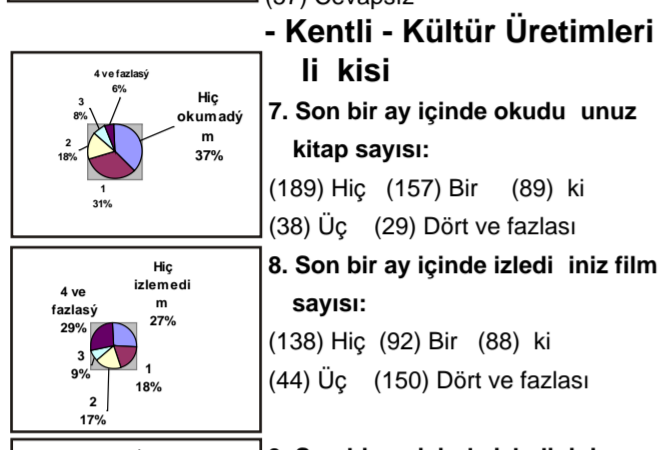 (37) Cevapsız
- Kentli - Kültür Üretimleri
li kisi
4 ve fazlasý
6%
3
8%
2
18%
1
31%
Hiç
okumadý
m
37%
7. Son bir ay içinde okudu unuz
kitap sayısı:
(189) Hiç (157) Bir (89) ki
(38) Üç (29) Dört ve fazlası
4 ve
fazlasý
29%
3
9%
2
17%
1
18%
Hiç
izlemedi
m
27%
8. Son bir ay içinde izledi iniz film
sayısı:
(138) Hiç (92) Bir (88) ki
(44) Üç (150) Dört ve fazlası